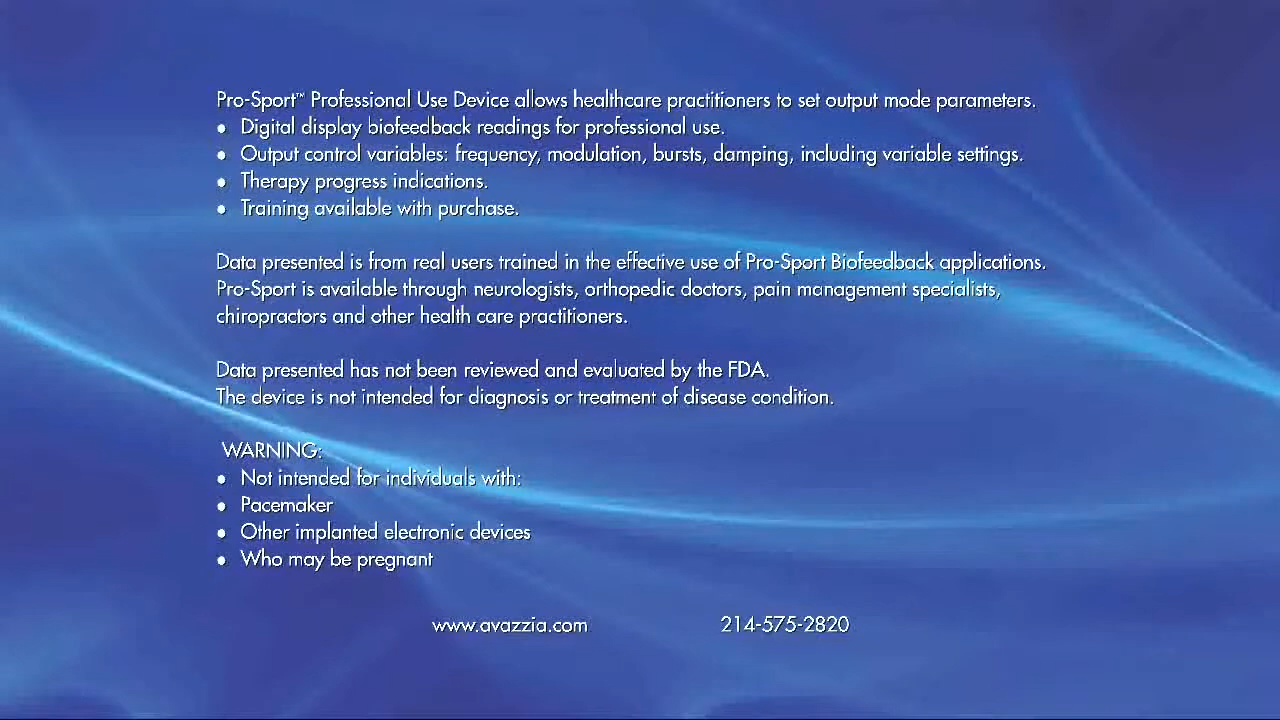 Pro-Sport™ Professional Use Device allows healthcare practitioners to set output mode parameters.
• Digital display biofeedback readings for professional use.
• Output control variables: frequency, modulation, bursts, damping, including variable settings.
• Therapy progress indications.
• Training available with purchase.
Data presented is from real users trained in the effective use of Pro-Sport Biofeedback applications.
Pro-Sport is available through neurologists, orthopedic doctors, pain management specialists,
chiropractors and other health care practitioners.
Data presented has not been reviewed and evaluated by the FDA.
The device is not intended for diagnosis or treatment of disease condition.
WARNING:
• Not intended for individuals with:
• Pacemaker
• Other implanted electronic devices
• Who may be pregnant
www.avazzia.com 214-575-2820